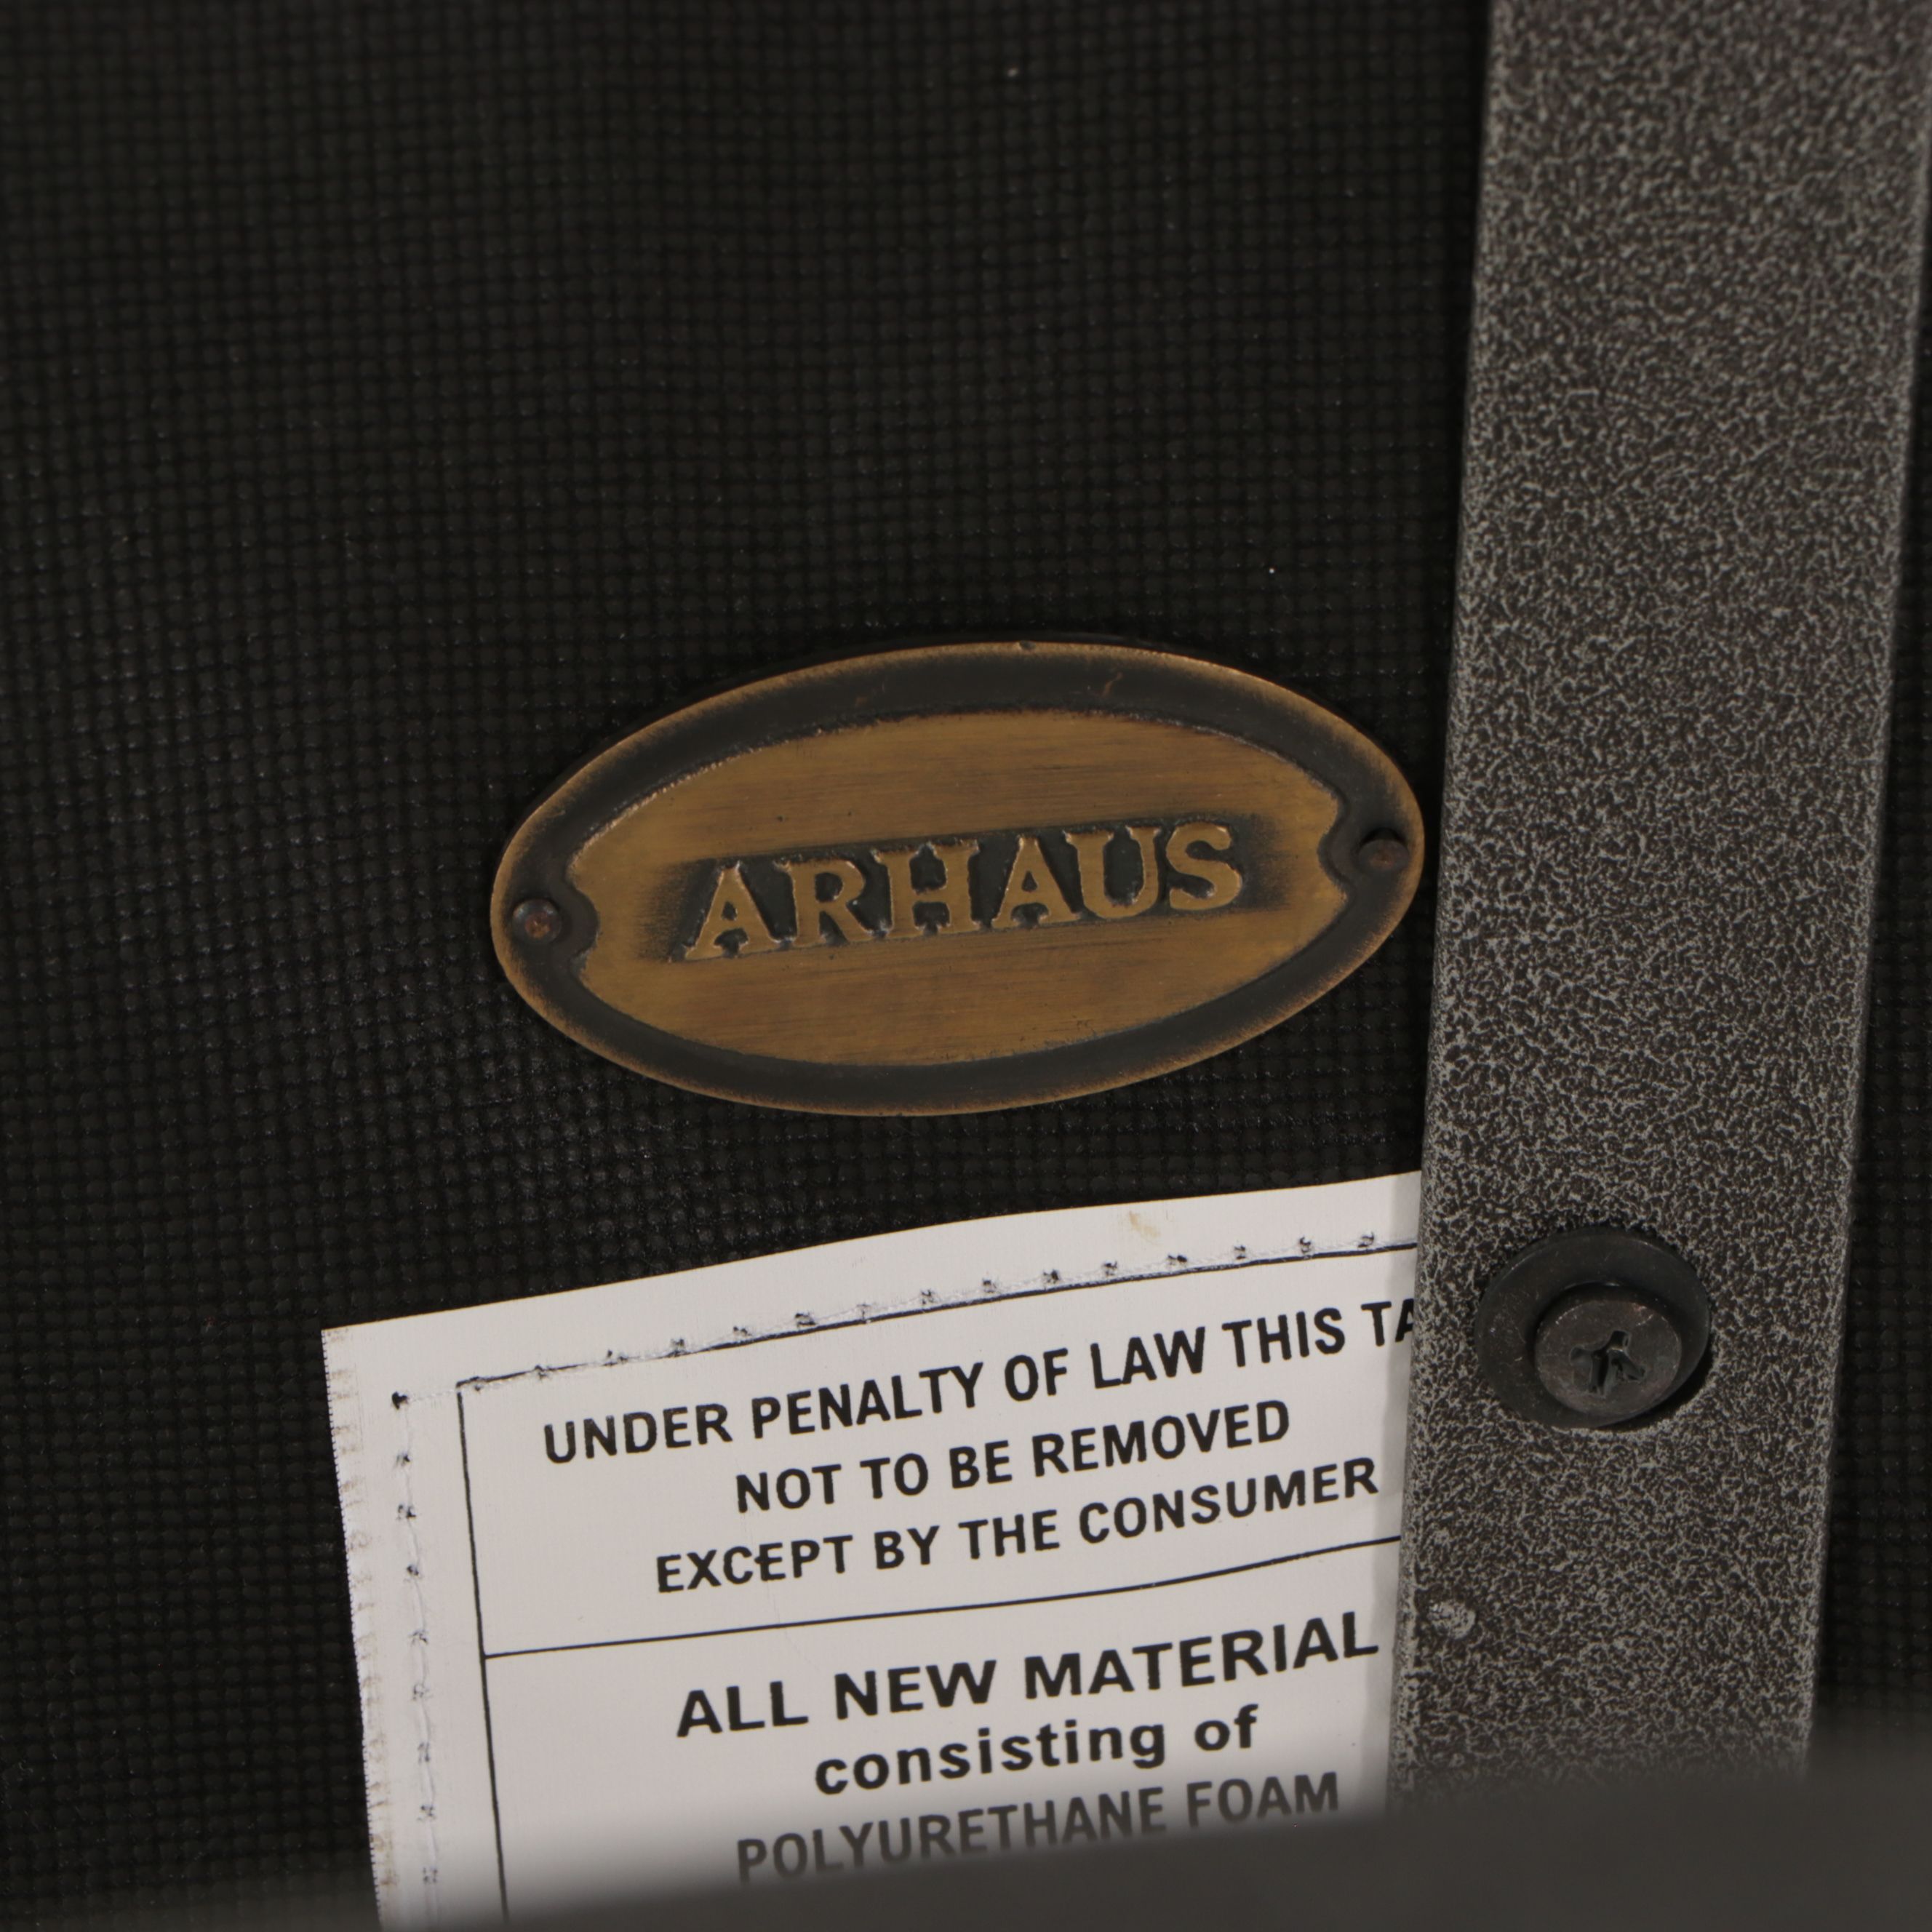 ARHAUS
UNDER PENALTY OF LAW THIS TA
NOT TO BE REMOVED
EXCEPT BY THE CONSUMER
ALL NEW MATERIAL
consisting of
POLYURETHANE FOAM